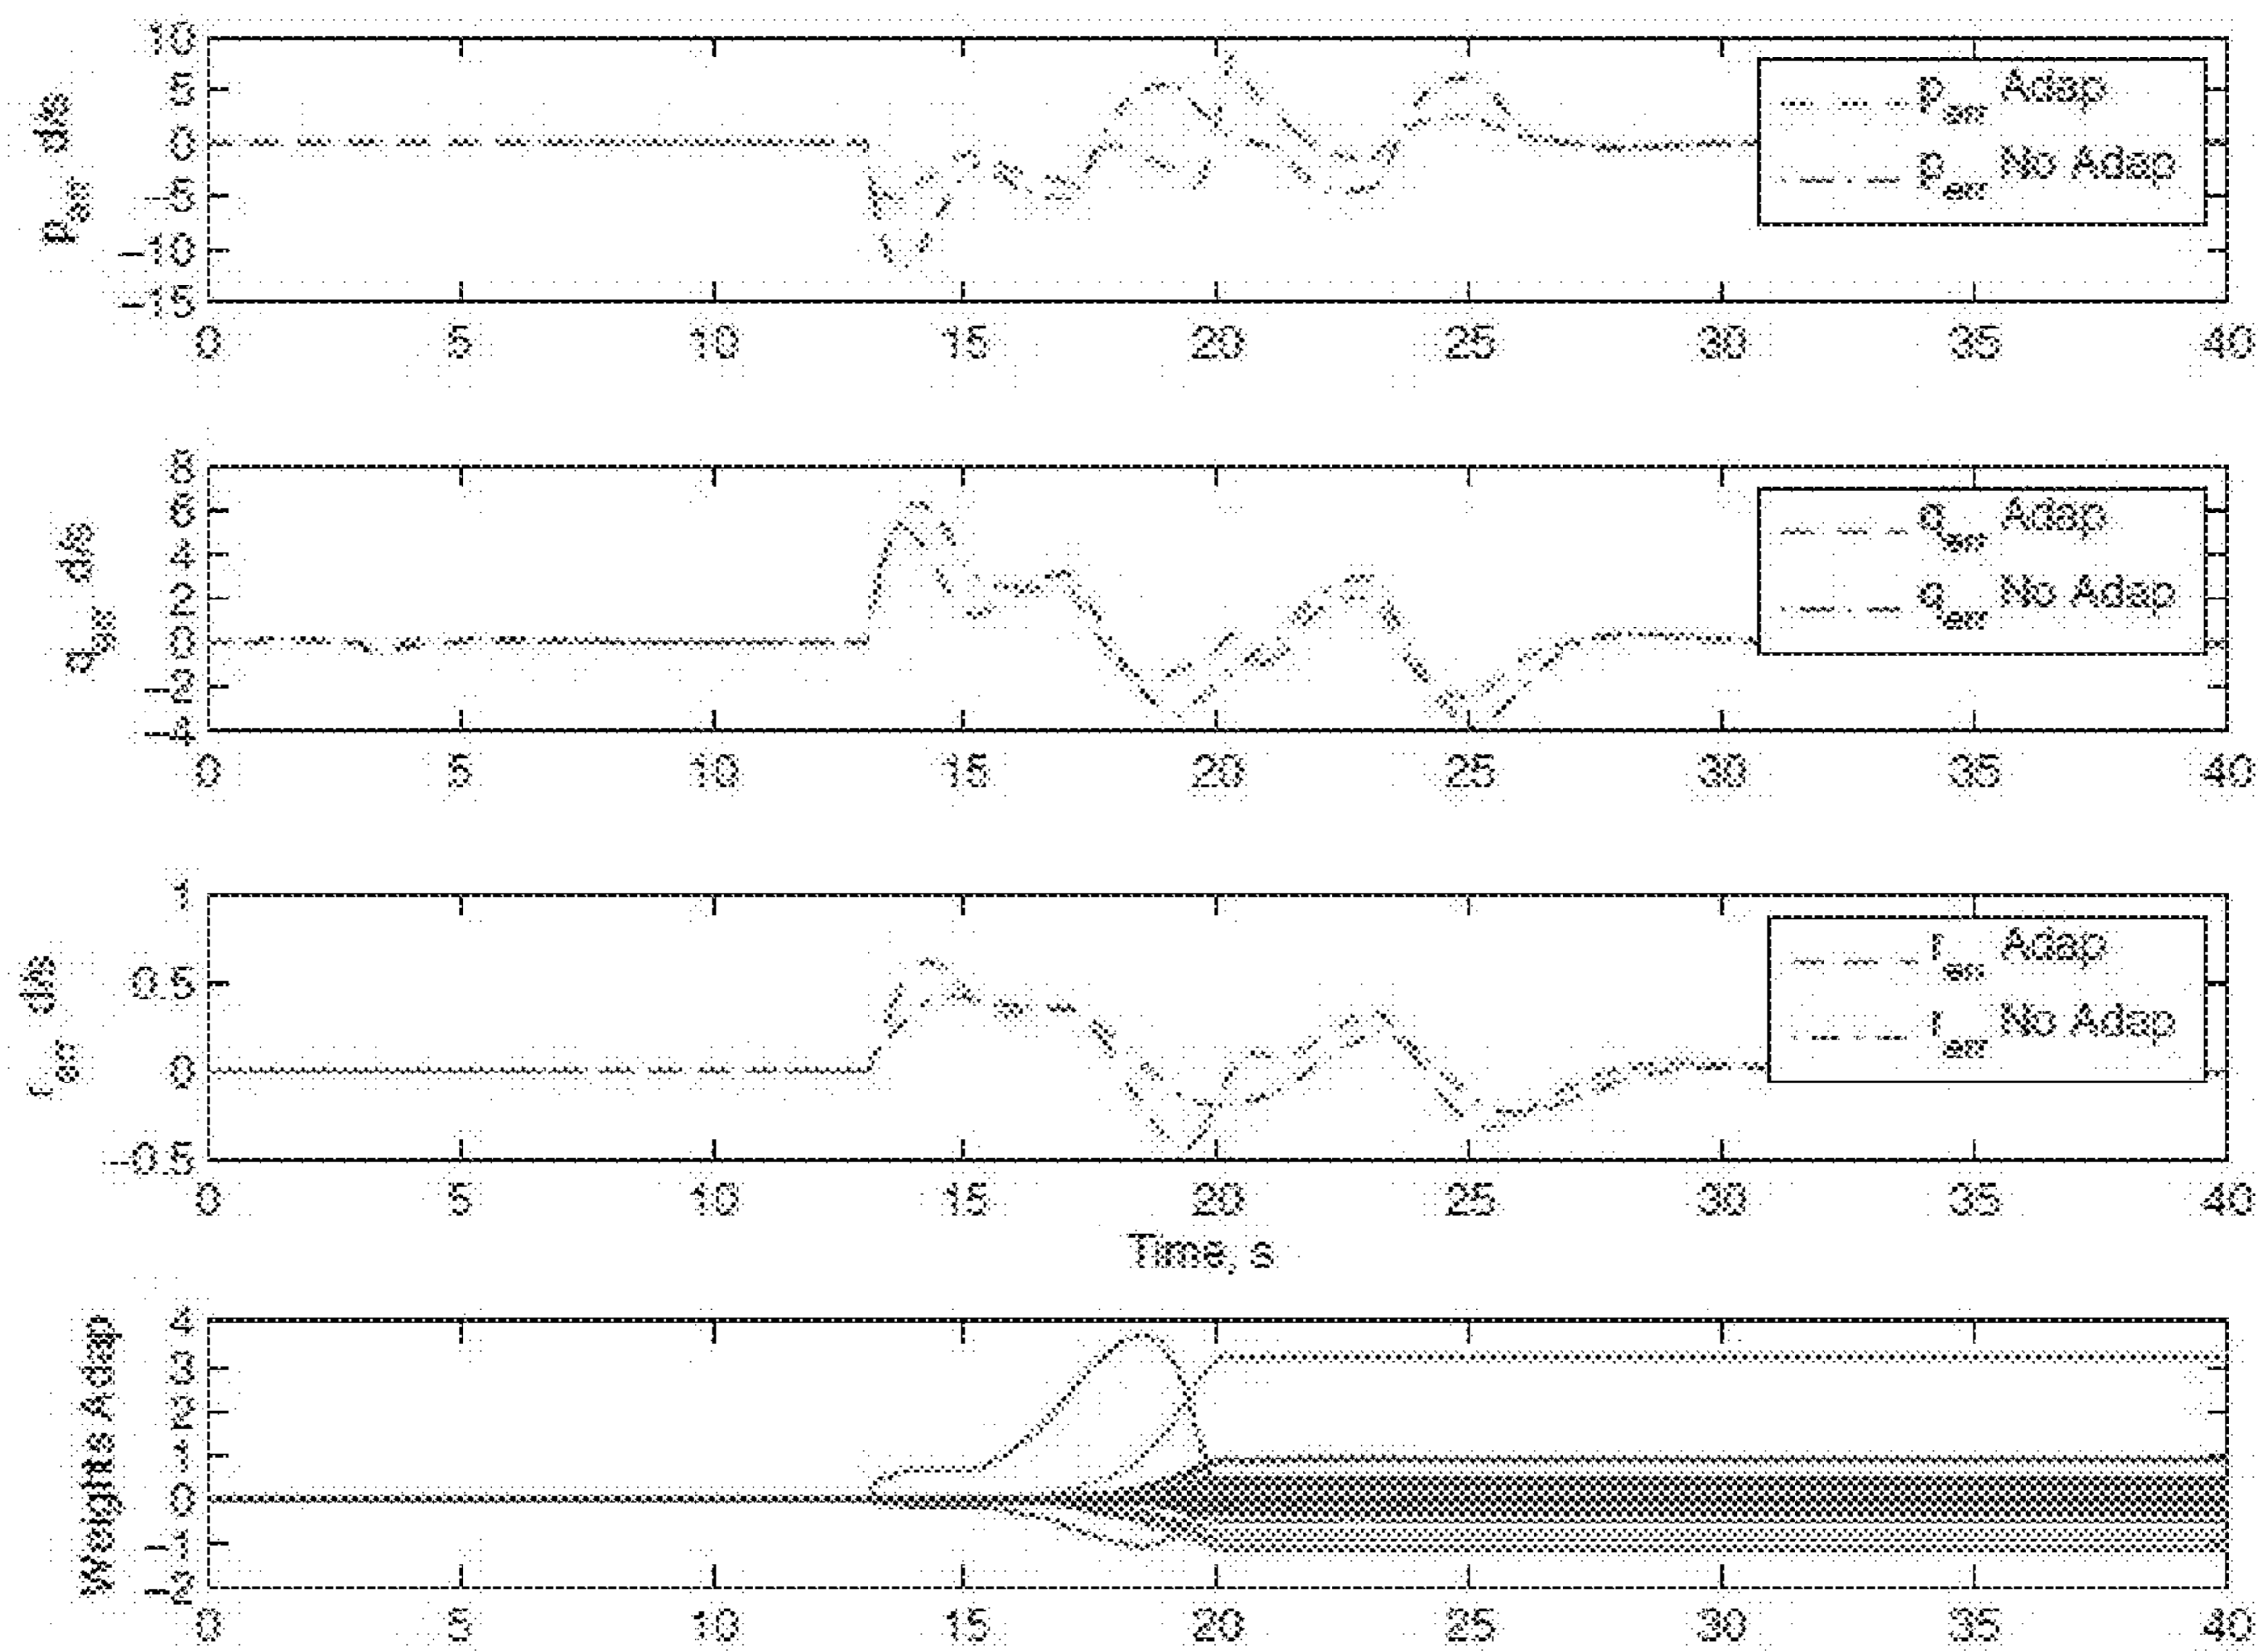 p_err d/s
10
5
0
-5
-10
-15
p_err Adap
p_err No Adap
0 5 10 15 20 25 30 35 40
q_err d/s
8
6
4
2
0
-2
-4
q_err Adap
q_err No Adap
0 5 10 15 20 25 30 35 40
r_err d/s
1
0.5
0
-0.5
r_err Adap
r_err No Adap
0 5 10 15 20 25 30 35 40
Time, s
Weights Adap
4
3
2
1
0
-1
-2
0 5 10 15 20 25 30 35 40